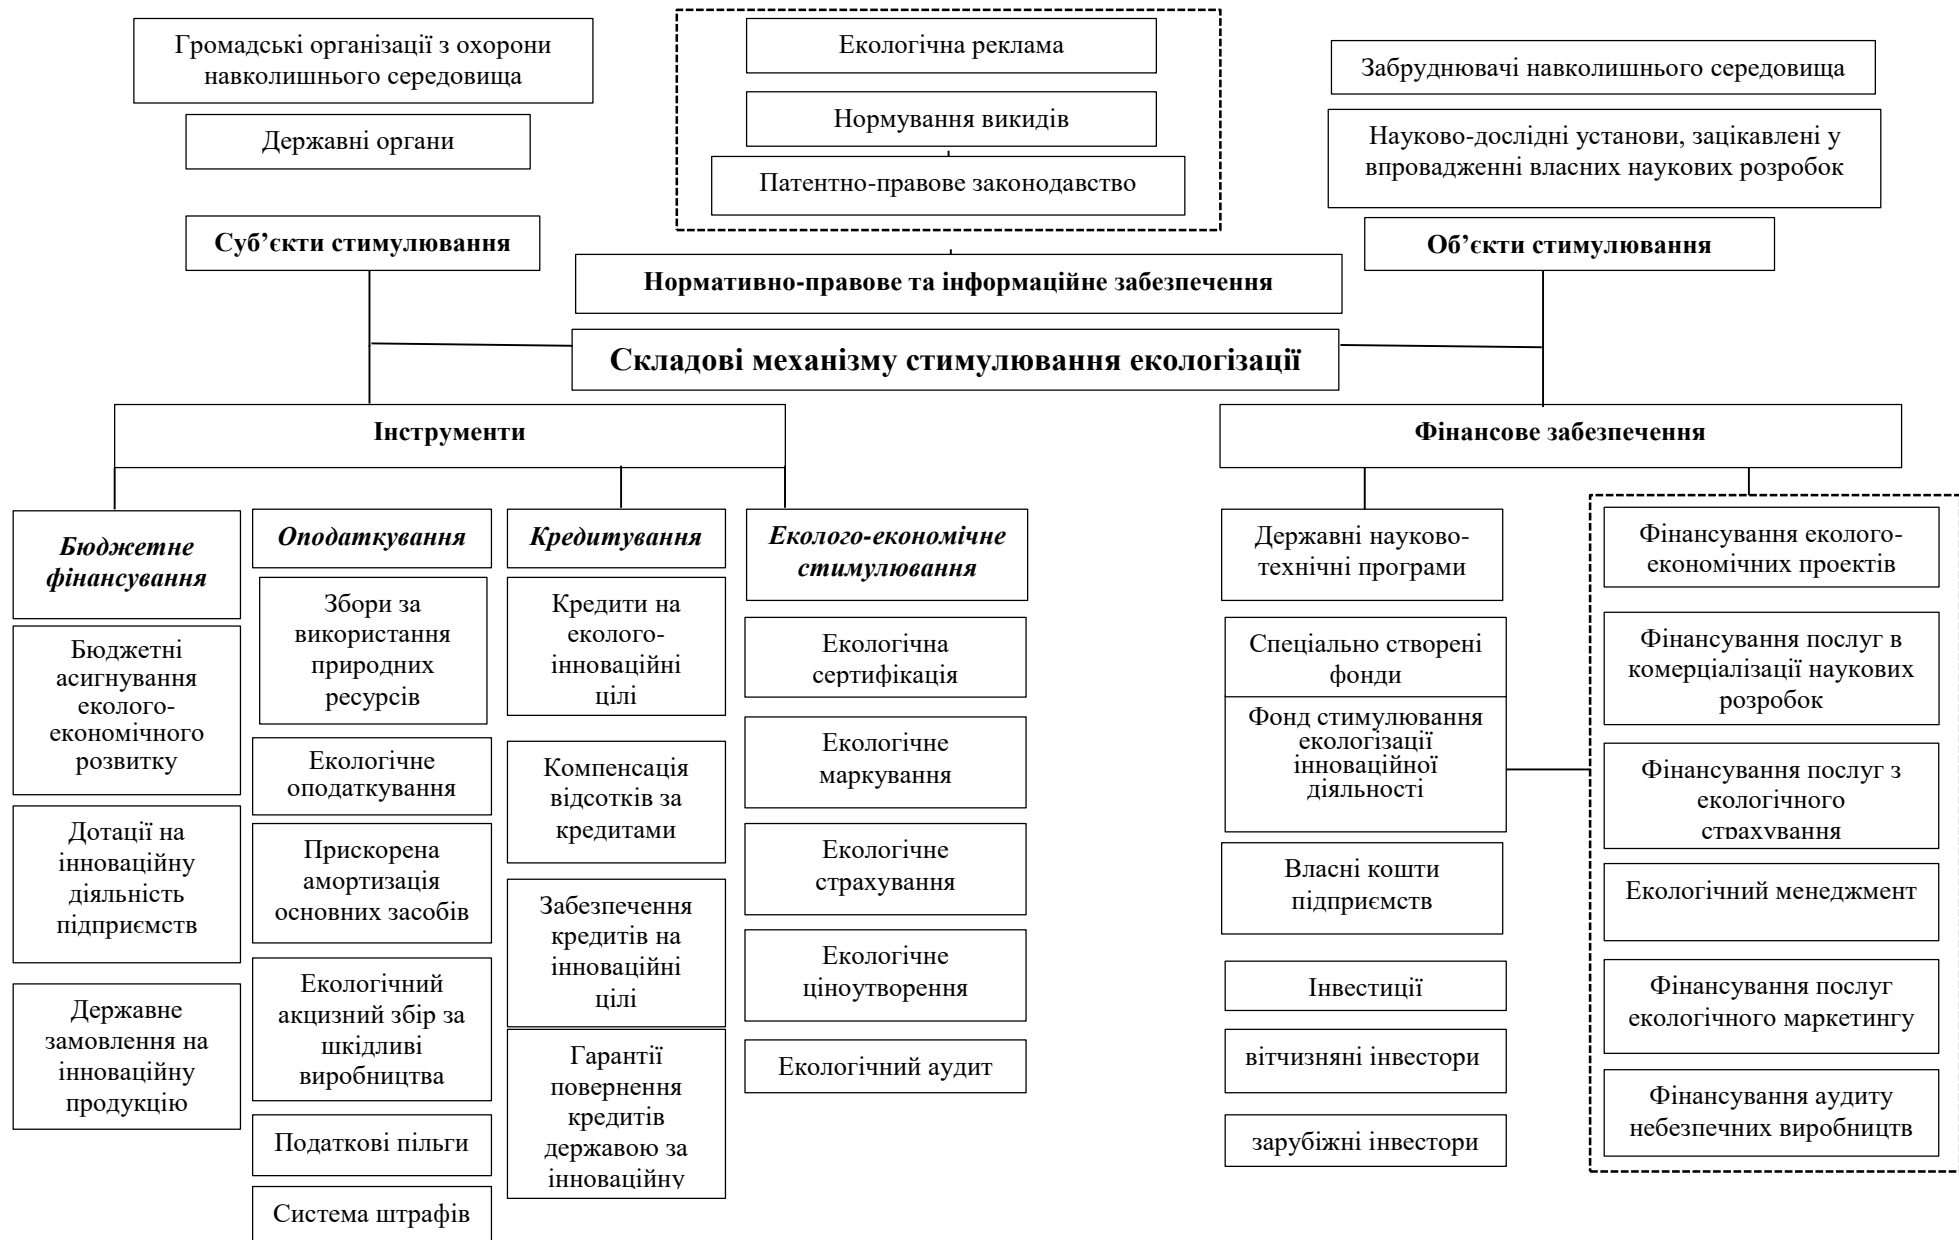 Громадські організації з охорони
навколишнього середовища
Державні органи
Суб’єкти стимулювання
Екологічна реклама
Нормування викидів
Патентно-правове законодавство
Нормативно-правове та інформаційне забезпечення
Забруднювачі навколишнього середовища
Науково-дослідні установи, зацікавлені у
впровадженні власних наукових розробок
Об’єкти стимулювання
Складові механізму стимулювання екологізації
Інструменти
Бюджетне
фінансування
Бюджетні
асигнування
еколого-
економічного
розвитку
Дотації на
інноваційну
діяльність
підприємств
Державне
замовлення на
інноваційну
продукцію
Оподаткування
Збори за
використання
природних
ресурсів
Екологічне
оподаткування
Прискорена
амортизація
основних засобів
Екологічний
акцизний збір за
шкідливі
виробництва
Податкові пільги
Система штрафів
Кредитування
Кредити на
еколого-
інноваційні
цілі
Компенсація
відсотків за
кредитами
Забезпечення
кредитів на
інноваційні
цілі
Гарантії
повернення
кредитів
державою за
інноваційну
Еколого-економічне
стимулювання
Екологічна
сертифікація
Екологічне
маркування
Екологічне
страхування
Екологічне
ціноутворення
Екологічний аудит
Фінансове забезпечення
Державні науково-
технічні програми
Спеціально створені
фонди
Фонд стимулювання
екологізації
інноваційної
діяльності
Власні кошти
підприємств
Інвестиції
вітчизняні інвестори
зарубіжні інвестори
Фінансування еколого-
економічних проектів
Фінансування послуг в
комерціалізації наукових
розробок
Фінансування послуг з
екологічного
страхування
Екологічний менеджмент
Фінансування послуг
екологічного маркетингу
Фінансування аудиту
небезпечних виробництв